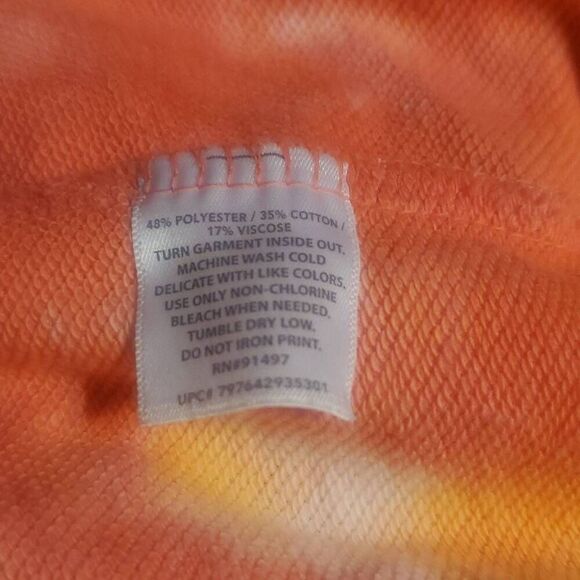 48% POLYESTER / 35% COTTON /
17% VISCOSE
TURN GARMENT INSIDE OUT.
MACHINE WASH COLD
DELICATE WITH LIKE COLORS.
USE ONLY NON-CHLORINE
BLEACH WHEN NEEDED.
TUMBLE DRY LOW.
DO NOT IRON PRINT.
RN#91497
UPC# 797642935301